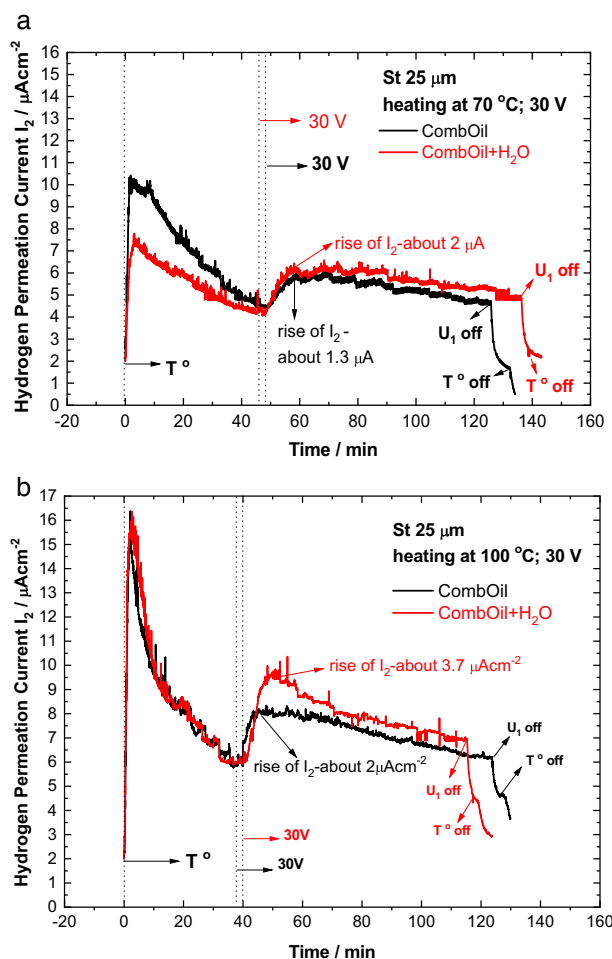 a
Hydrogen Permeation Current I₂ / μAcm⁻²
16
15
14
13
12
11
10
9
8
7
6
5
4
3
2
1
0
St 25 μm
heating at 70 °C; 30 V
CombOil
CombOil+H₂O
30 V
30 V
rise of I₂-about 2 μA
rise of I₂ -
about 1.3 μA
U₁ off
U₁ off
T °
T ° off
T ° off
-20 0 20 40 60 80 100 120 140 160
Time / min
b
Hydrogen Permeation Current I₂ / μAcm⁻²
17
16
15
14
13
12
11
10
9
8
7
6
5
4
3
2
1
0
St 25 μm
heating at 100 °C; 30 V
CombOil
CombOil+H₂O
rise of I₂-about 3.7 μAcm⁻²
rise of I₂-about 2μAcm⁻²
U₁ off
T ° off
U₁ off
T ° off
30V
30V
T °
-20 0 20 40 60 80 100 120 140 160
Time / min